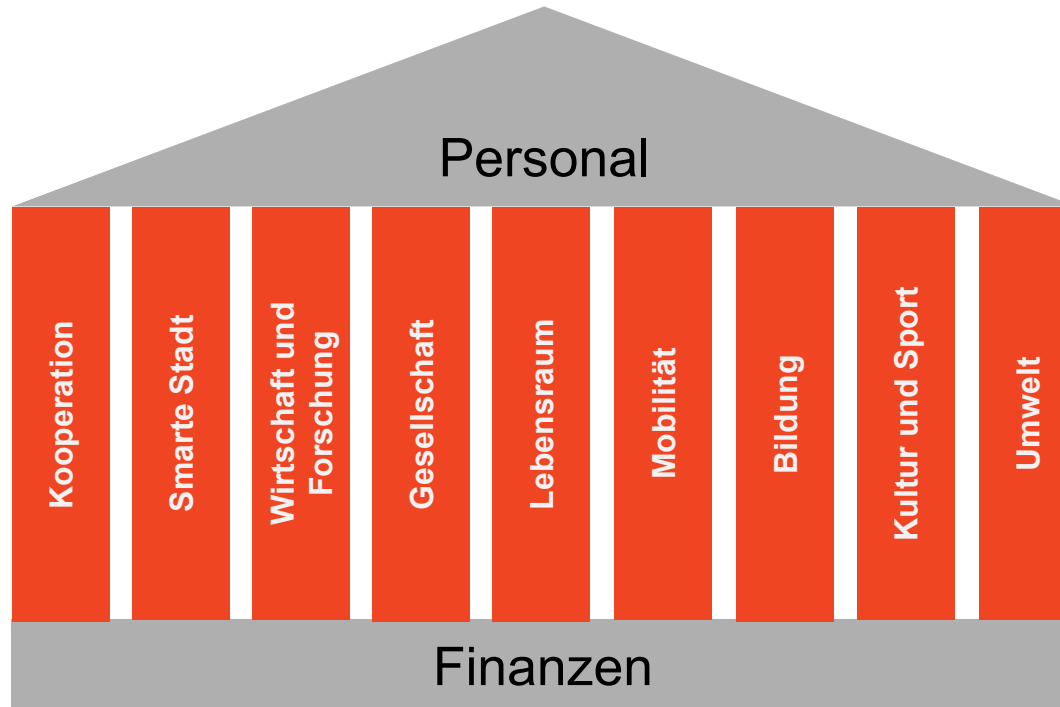 Personal
Kooperation
Smarte Stadt
Wirtschaft und
Forschung
Gesellschaft
Lebensraum
Mobilität
Bildung
Kultur und Sport
Umwelt
Finanzen